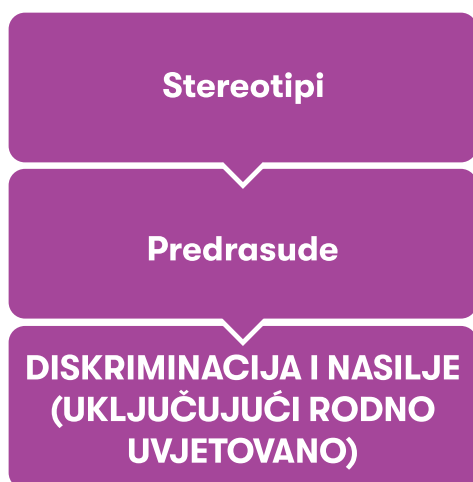 Stereotipi
Predrasude
DISKRIMINACIJA I NASILJE
(UKLJUČUJUĆI RODNO
UVJETOVANO)